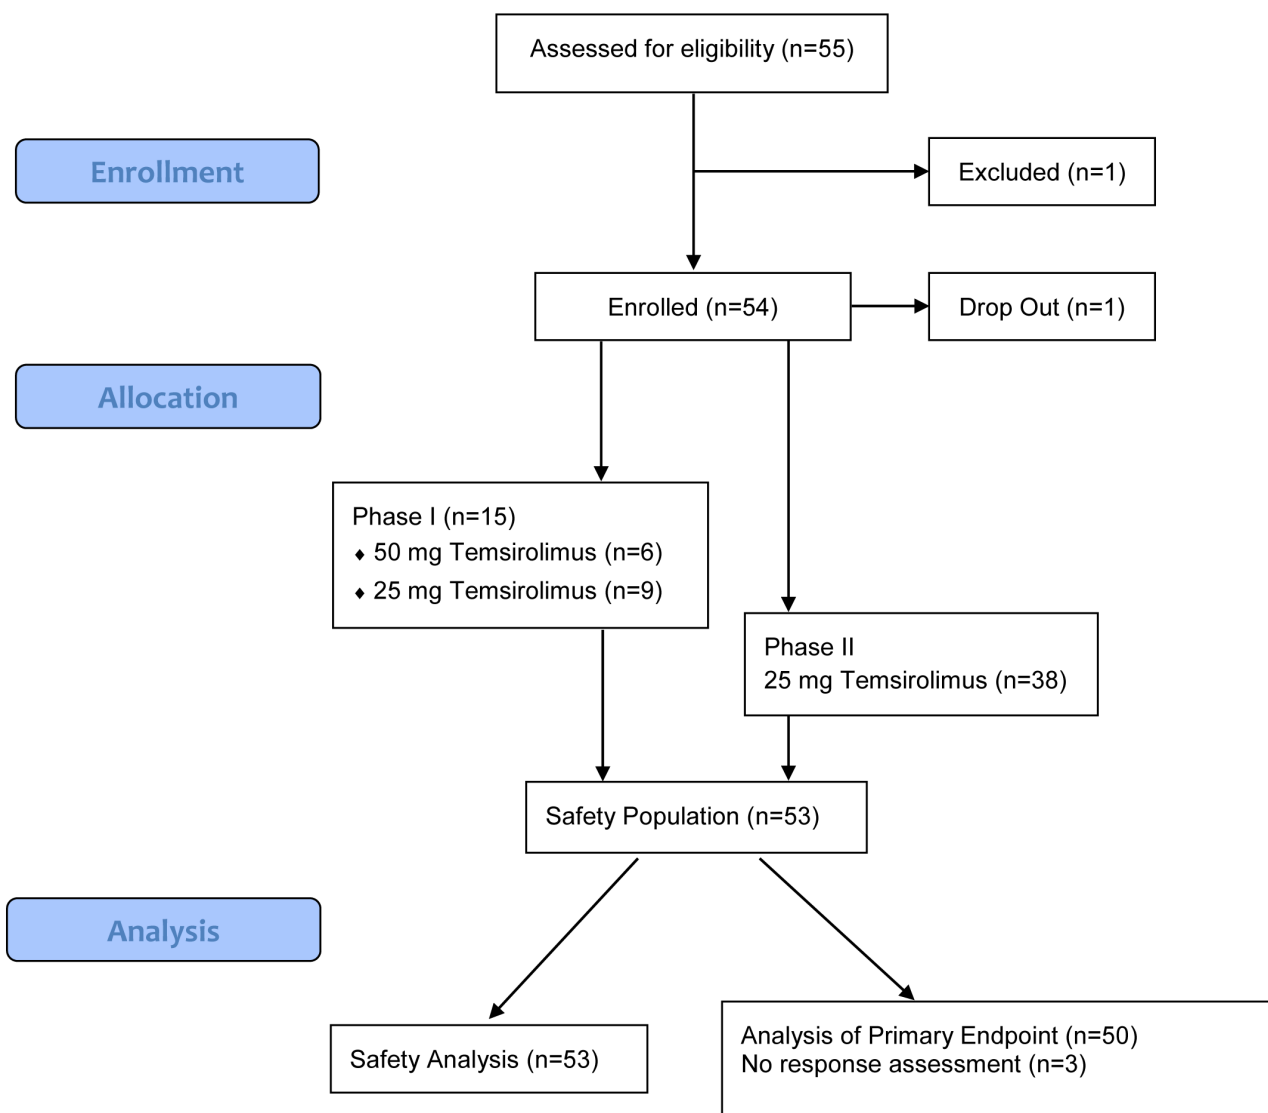 Assessed for eligibility (n=55)
Enrollment
Excluded (n=1)
Enrolled (n=54)
Drop Out (n=1)
Allocation
Phase I (n=15)
♦ 50 mg Temsirolimus (n=6)
♦ 25 mg Temsirolimus (n=9)
Phase II
25 mg Temsirolimus (n=38)
Safety Population (n=53)
Analysis
Safety Analysis (n=53)
Analysis of Primary Endpoint (n=50)
No response assessment (n=3)